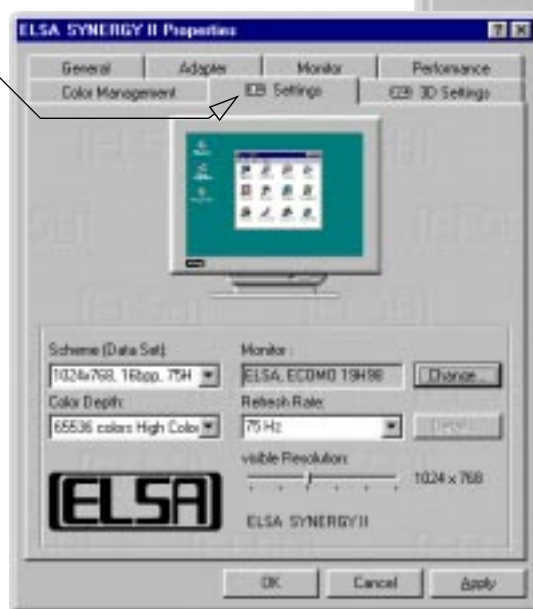 ELSA SYNERGY II Properties
General Adapter Monitor Performance
Color Management Settings 3D Settings
Scheme (Data Set): Monitor:
1024x768, 16bpp, 75H ELSA, ECOMO 19H98 Change...
Color Depth: Refresh Rate:
65536 colors High Color 75 Hz
visible Resolution:
1024 x 768
ELSA
ELSA SYNERGY II
OK Cancel Apply